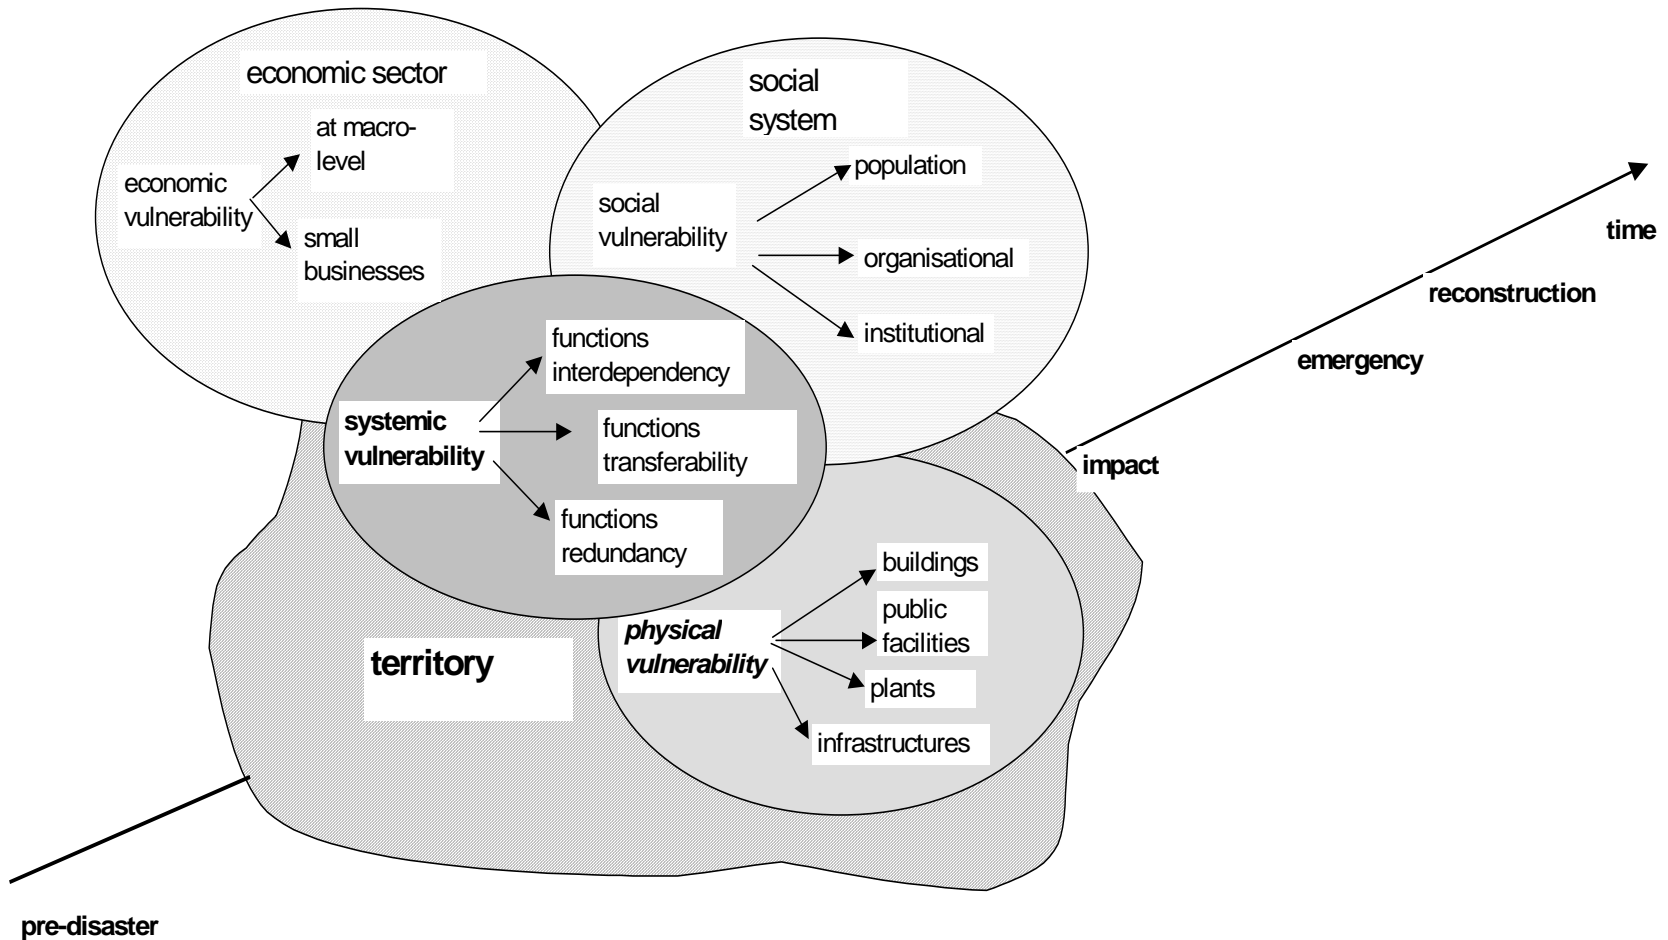 economic sector
at macro-
level
economic
vulnerability
small
businesses
social
system
population
social
vulnerability
organisational
institutional
functions
interdependency
systemic
vulnerability
functions
transferability
functions
redundancy
buildings
public
facilities
physical
vulnerability
plants
infrastructures
territory
time
reconstruction
emergency
impact
pre-disaster